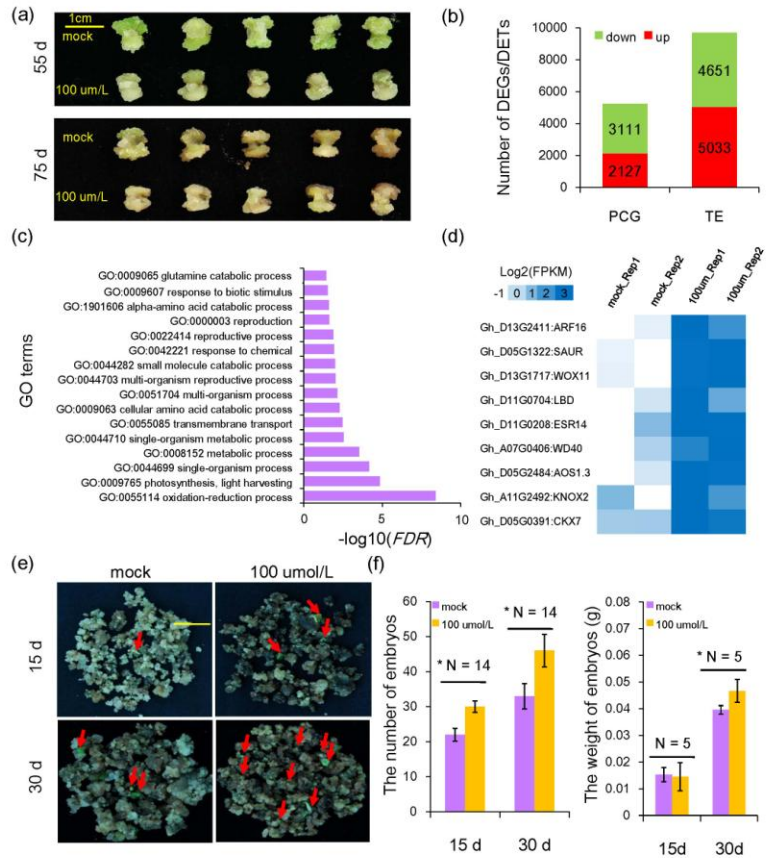 (a)
1cm
mock
55 d
100 um/L
mock
75 d
100 um/L
(b)
Number of DEGs/DETs
down up
10000
8000
6000
4000
2000
0
3111
2127
4651
5033
PCG TE
(c)
GO terms
GO:0009065 glutamine catabolic process
GO:0009607 response to biotic stimulus
GO:1901606 alpha-amino acid catabolic process
GO:0000003 reproduction
GO:0022414 reproductive process
GO:0042221 response to chemical
GO:0044282 small molecule catabolic process
GO:0044703 multi-organism reproductive process
GO:0051704 multi-organism process
GO:0009063 cellular amino acid catabolic process
GO:0055085 transmembrane transport
GO:0044710 single-organism metabolic process
GO:0008152 metabolic process
GO:0044699 single-organism process
GO:0009765 photosynthesis, light harvesting
GO:0055114 oxidation-reduction process
0 5 10
-log10(FDR)
(d)
Log2(FPKM)
-1 0 1 2 3
mock_Rep1
mock_Rep2
100um_Rep1
100um_Rep2
Gh_D13G2411:ARF16
Gh_D05G1322:SAUR
Gh_D13G1717:WOX11
Gh_D11G0704:LBD
Gh_D11G0208:ESR14
Gh_A07G0406:WD40
Gh_D05G2484:AOS1.3
Gh_A11G2492:KNOX2
Gh_D05G0391:CKX7
(e)
mock 100 umol/L
15 d
30 d
(f)
The number of embryos
60
50
40
30
20
10
0
mock
100 umol/L
* N = 14
* N = 14
15 d 30 d
The weight of embryos (g)
0.08
0.07
0.06
0.05
0.04
0.03
0.02
0.01
0.00
mock
100 umol/L
N = 5
* N = 5
15 d 30 d